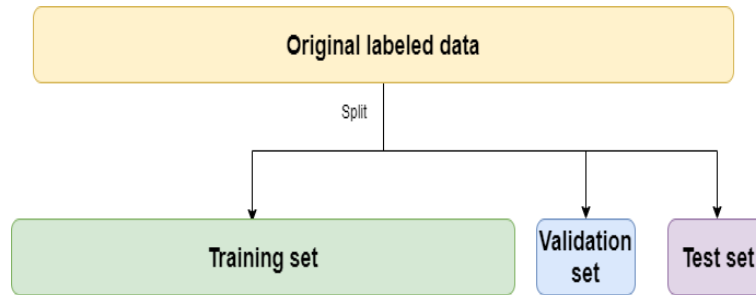 Original labeled data
Split
Training set
Validation
set
Test set